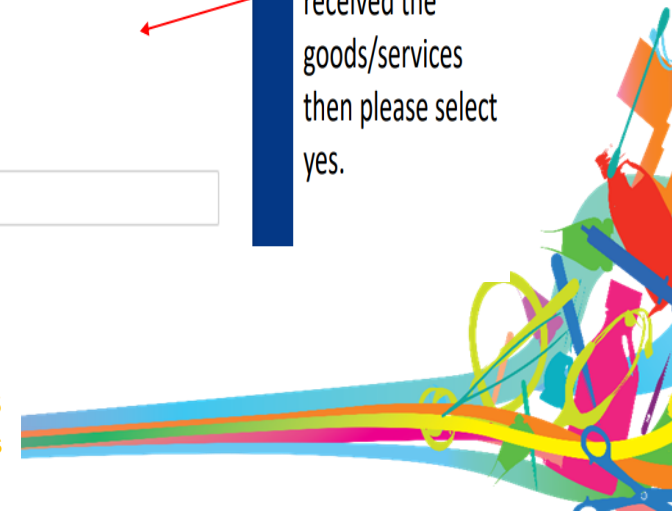 received the
goods/services
then please select
yes.